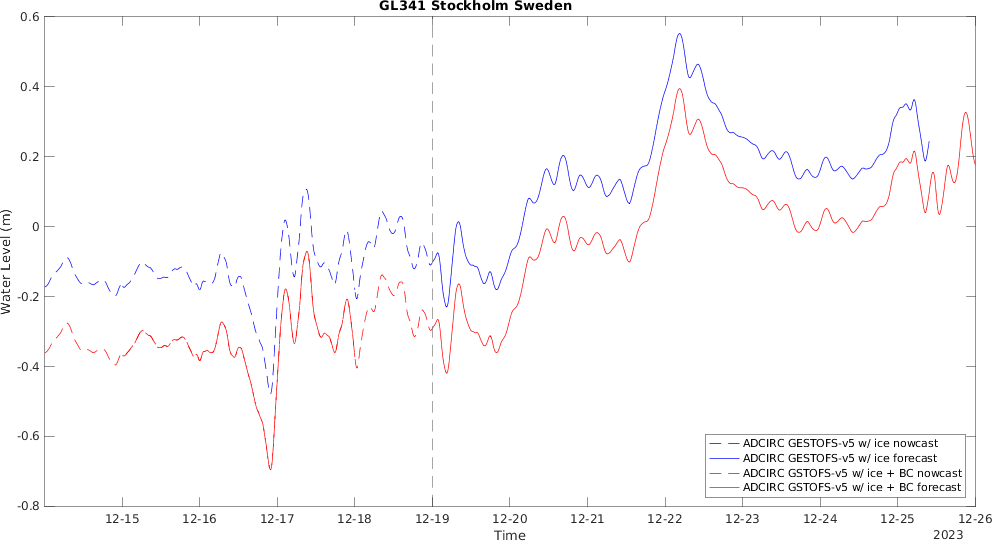 GL341 Stockholm Sweden
0.6
0.4
0.2
0
-0.2
-0.4
-0.6
-0.8
Water Level (m)
ADCIRC GESTOFS-v5 w/ ice nowcast
ADCIRC GESTOFS-v5 w/ ice forecast
ADCIRC GSTOFS-v5 w/ ice + BC nowcast
ADCIRC GSTOFS-v5 w/ ice + BC forecast
12-15 12-16 12-17 12-18 12-19 12-20 12-21 12-22 12-23 12-24 12-25 12-26
Time
2023